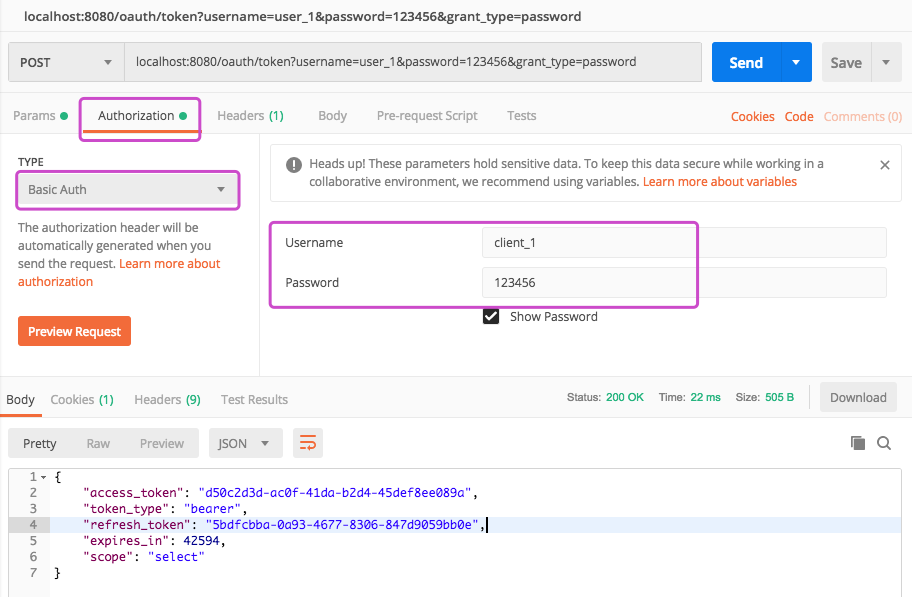 localhost:8080/oauth/token?username=user_1&password=123456&grant_type=password
POST localhost:8080/oauth/token?username=user_1&password=123456&grant_type=password Send Save
Params Authorization Headers (1) Body Pre-request Script Tests Cookies Code Comments (0)
TYPE
Basic Auth
The authorization header will be
automatically generated when you
send the request. Learn more about
authorization
Preview Request
Heads up! These parameters hold sensitive data. To keep this data secure while working in a
collaborative environment, we recommend using variables. Learn more about variables
Username client_1
Password 123456
Show Password
Body Cookies (1) Headers (9) Test Results Status: 200 OK Time: 22 ms Size: 505 B Download
Pretty Raw Preview JSON
1 {
2 "access_token": "d50c2d3d-ac0f-41da-b2d4-45def8ee089a",
3 "token_type": "bearer",
4 "refresh_token": "5bdfcbba-0a93-4677-8306-847d9059bb0e",
5 "expires_in": 42594,
6 "scope": "select"
7 }